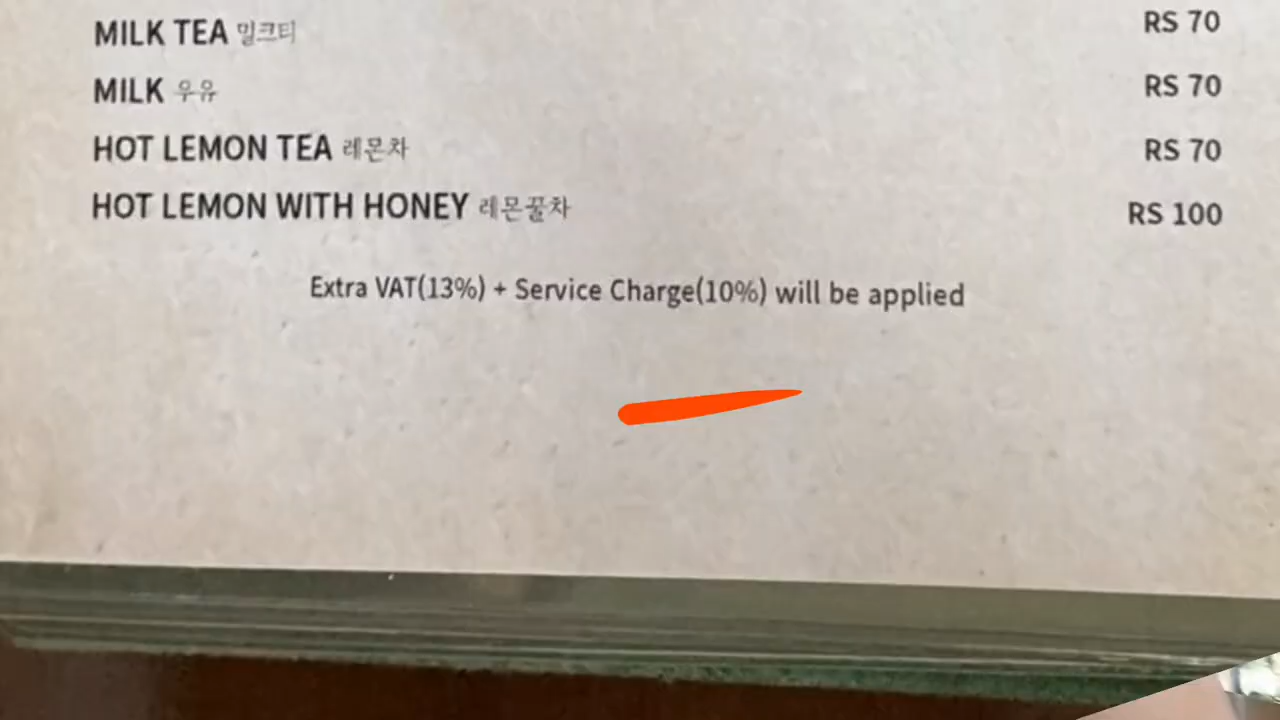 MILK TEA 밀크티 RS 70
MILK 우유 RS 70
HOT LEMON TEA 레몬차 RS 70
HOT LEMON WITH HONEY 레몬꿀차 RS 100
Extra VAT(13%) + Service Charge(10%) will be applied